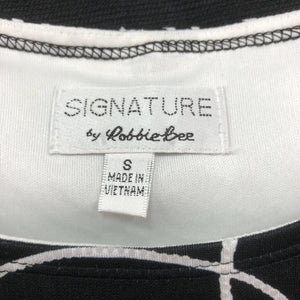 SIGNATURE
by Robbie Bee
S
MADE IN
VIETNAM